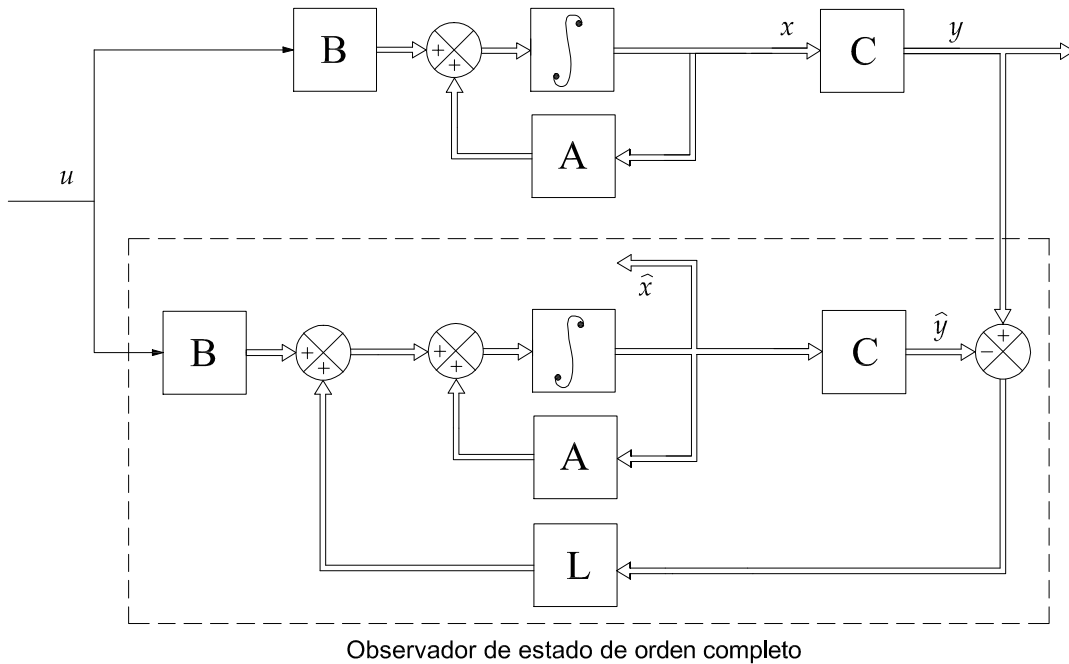 B
+
+
x
C
y
A
u
x̂
B
+
+
+
+
C
ŷ
+
−
A
L
Observador de estado de orden completo